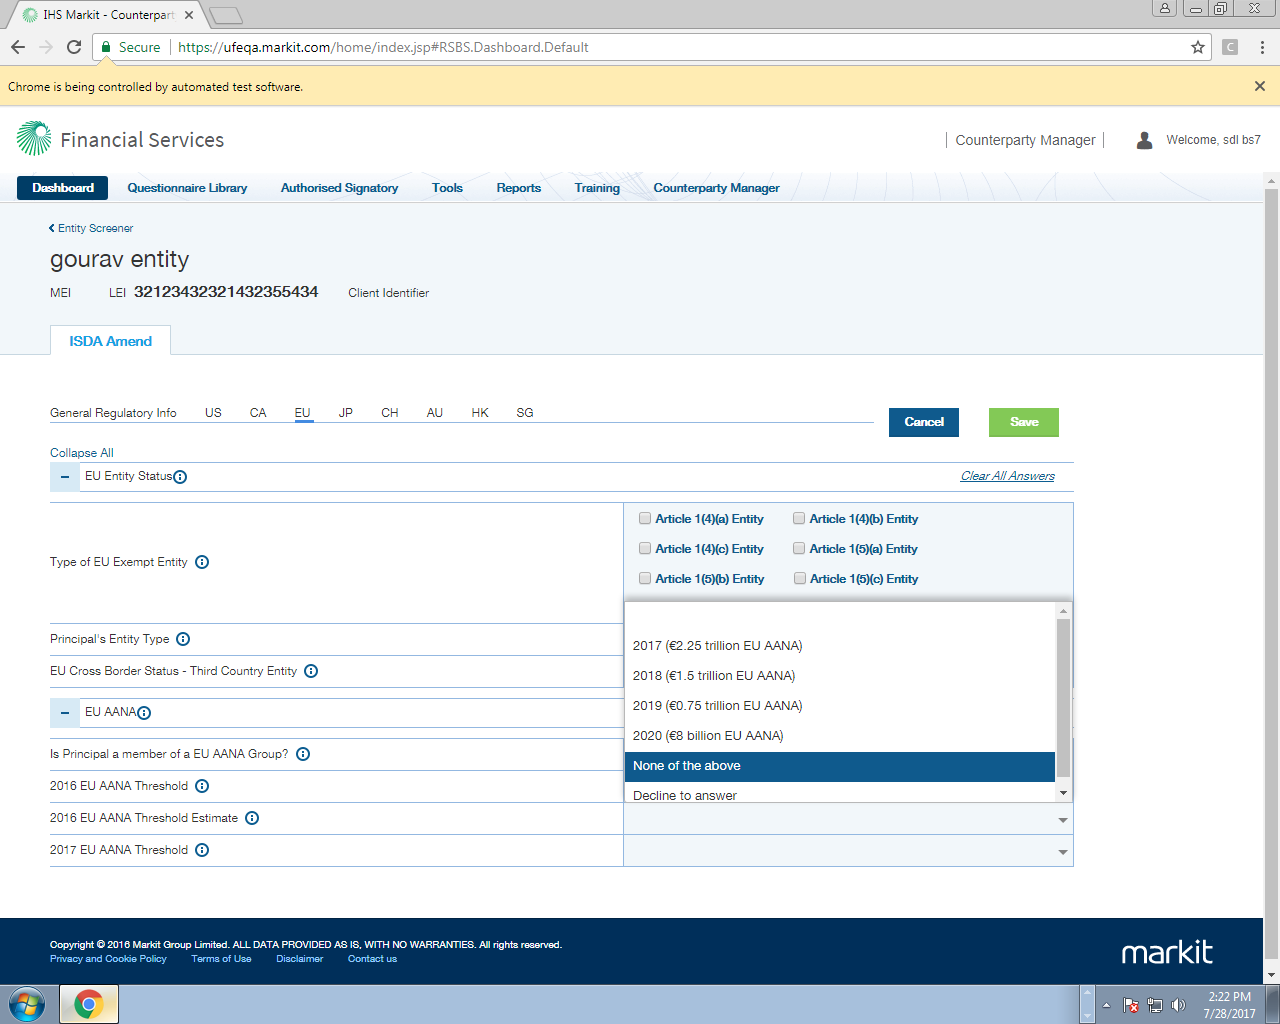 IHS Markit - Counterpart
Secure https://ufeqa.markit.com/home/index.jsp#RSBS.Dashboard.Default
Chrome is being controlled by automated test software.
Financial Services
Counterparty Manager
Welcome, sdl bs7
Dashboard Questionnaire Library Authorised Signatory Tools Reports Training Counterparty Manager
Entity Screener
gourav entity
MEI LEI 32123432321432355434 Client Identifier
ISDA Amend
General Regulatory Info US CA EU JP CH AU HK SG
Cancel Save
Collapse All
EU Entity Status
Clear All Answers
Type of EU Exempt Entity
Article 1(4)(a) Entity Article 1(4)(b) Entity
Article 1(4)(c) Entity Article 1(5)(a) Entity
Article 1(5)(b) Entity Article 1(5)(c) Entity
Principal's Entity Type
EU Cross Border Status - Third Country Entity
EU AANA
Is Principal a member of a EU AANA Group?
2016 EU AANA Threshold
2017 (€2.25 trillion EU AANA)
2018 (€1.5 trillion EU AANA)
2019 (€0.75 trillion EU AANA)
2020 (€8 billion EU AANA)
None of the above
Decline to answer
2016 EU AANA Threshold Estimate
2017 EU AANA Threshold
Copyright © 2016 Markit Group Limited. ALL DATA PROVIDED AS IS, WITH NO WARRANTIES. All rights reserved.
Privacy and Cookie Policy Terms of Use Disclaimer Contact us
markit
2:22 PM
7/28/2017